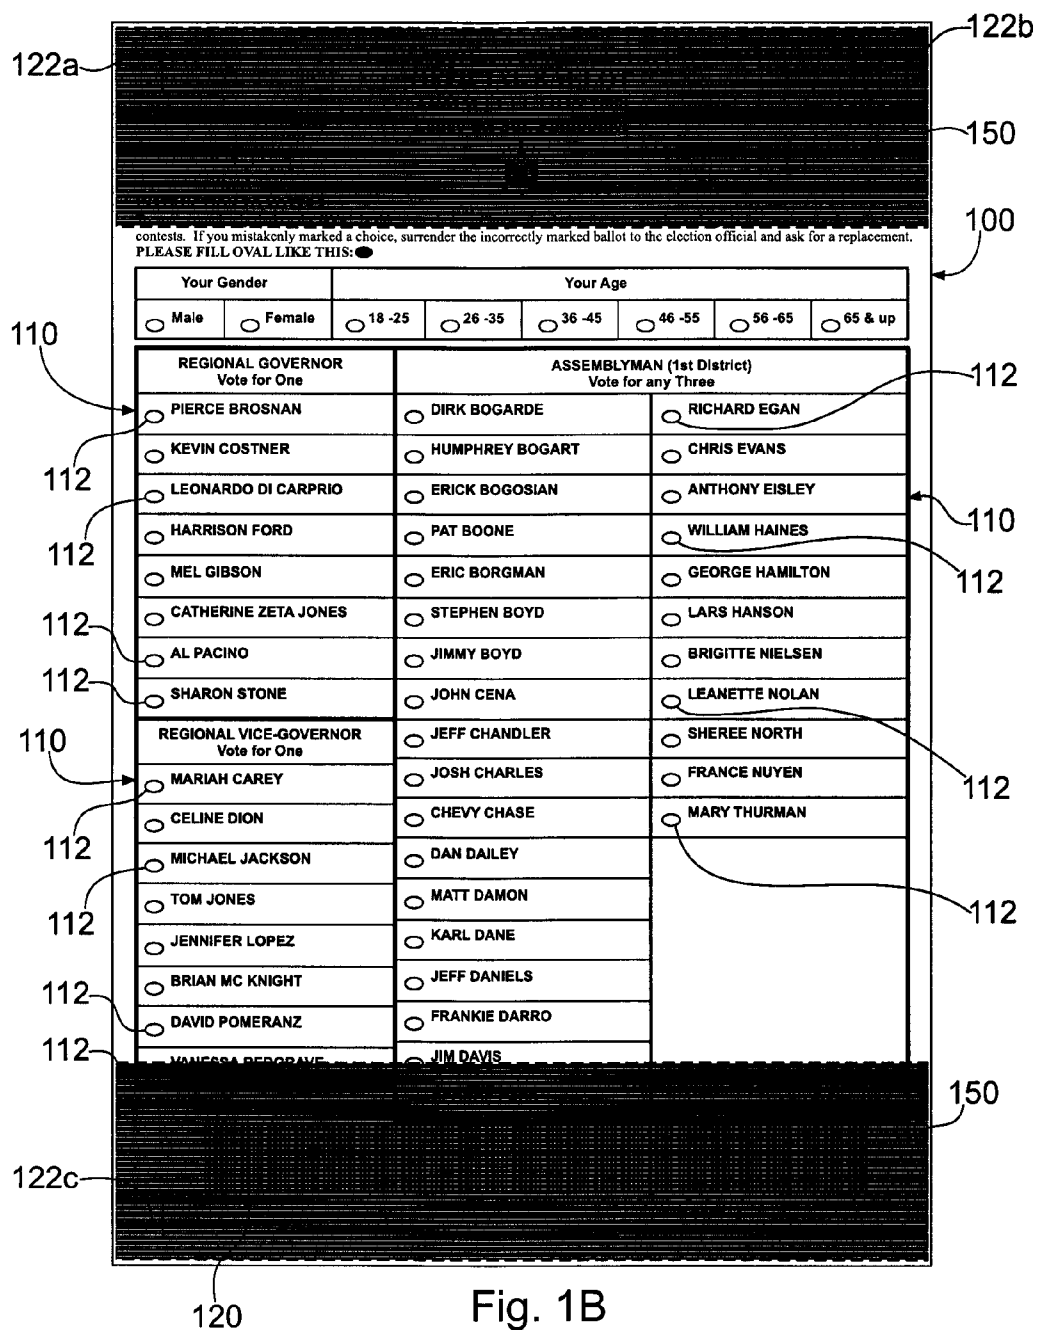 122b
122a
150
100
contests. If you mistakenly marked a choice, surrender the incorrectly marked ballot to the election official and ask for a replacement.
PLEASE FILL OVAL LIKE THIS:
Your Gender
Your Age
Male Female 18 -25 26 -35 36 -45 46 -55 56 -65 65 & up
110
REGIONAL GOVERNOR
Vote for One
ASSEMBLYMAN (1st District)
Vote for any Three
112
PIERCE BROSNAN DIRK BOGARDE RICHARD EGAN
110
KEVIN COSTNER HUMPHREY BOGART CHRIS EVANS
112
LEONARDO DI CARPRIO ERICK BOGOSIAN ANTHONY EISLEY
110
HARRISON FORD PAT BOONE WILLIAM HAINES
112
MEL GIBSON ERIC BORGMAN GEORGE HAMILTON
112
CATHERINE ZETA JONES STEPHEN BOYD LARS HANSON
112
AL PACINO JIMMY BOYD BRIGITTE NIELSEN
112
SHARON STONE JOHN CENA LEANETTE NOLAN
REGIONAL VICE-GOVERNOR
Vote for One
JEFF CHANDLER SHEREE NORTH
MARIAH CAREY JOSH CHARLES FRANCE NUYEN
112
CELINE DION CHEVY CHASE MARY THURMAN
112
MICHAEL JACKSON DAN DAILEY
TOM JONES MATT DAMON
112
112
JENNIFER LOPEZ KARL DANE
BRIAN MC KNIGHT JEFF DANIELS
112
DAVID POMERANZ FRANKIE DARRO
112
VANESSA REDGRAVE JIM DAVIS
150
122c
120
Fig. 1B